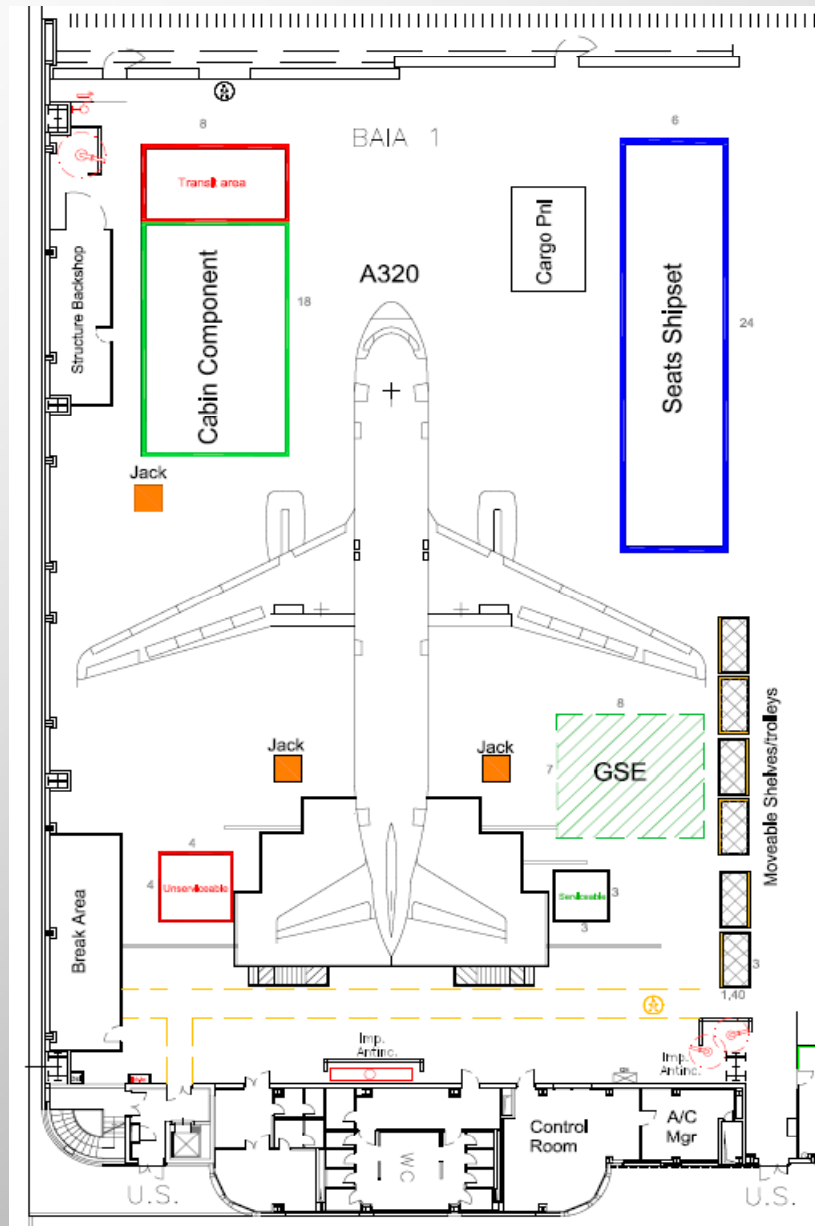 8
BAIA 1
6
Transit area
Cargo Pnl
Structure Backshop
Cabin Component
A320
18
Seats Shipset
24
Jack
8
Moveable Shelves/trolleys
Jack
Jack
7
GSE
4
4
Unserviceable
Serviceable
3
3
Break Area
3
1,40
Imp.
Antinc.
Imp.
Antinc.
Control
Room
A/C
Mgr
WC
U.S.
U.S.